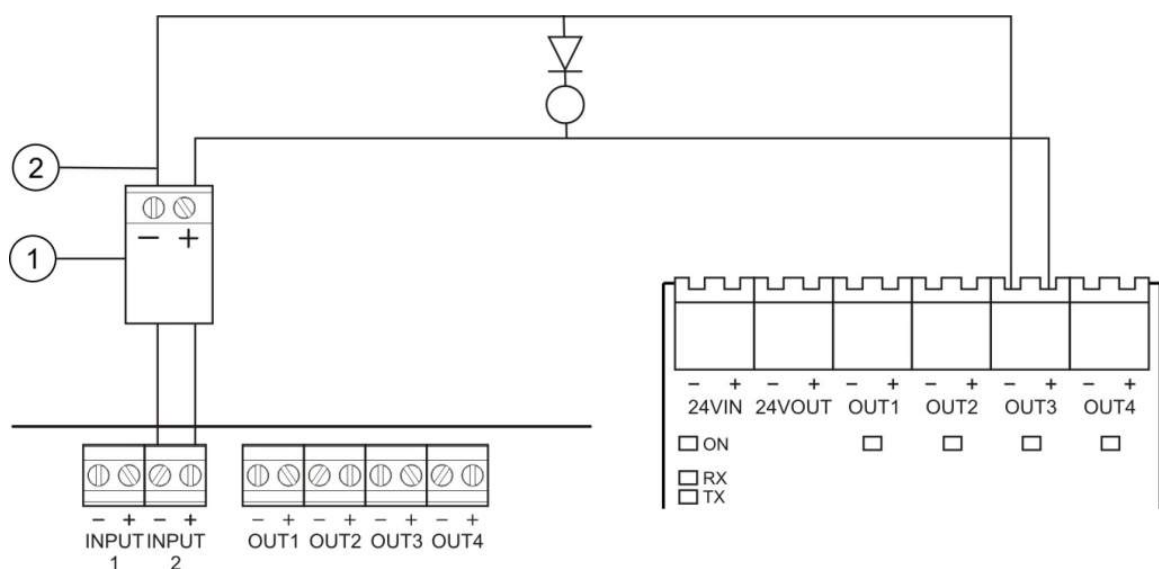 2
1
− +
− + − + − + − + − + − +
24VIN 24VOUT OUT1 OUT2 OUT3 OUT4
ON
RX
TX
− + − + − + − + − + − +
INPUT INPUT OUT1 OUT2 OUT3 OUT4
1 2